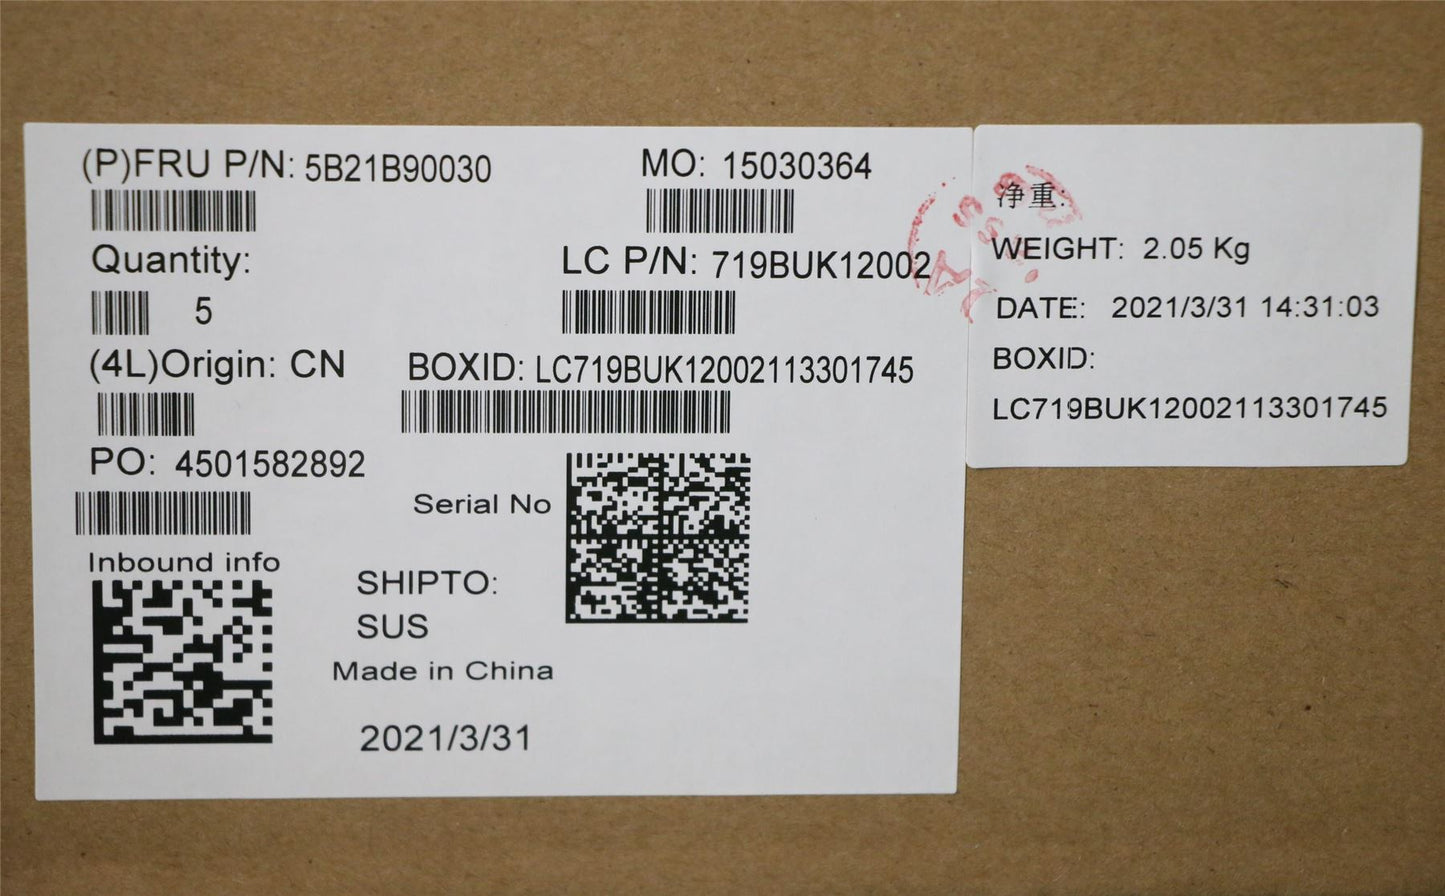 (P)FRU P/N: 5B21B90030
MO: 15030364
Quantity:
5
LC P/N: 719BUK12002
(4L)Origin: CN
BOXID: LC719BUK12002113301745
PO: 4501582892
Serial No
Inbound info
SHIPTO:
SUS
Made in China
2021/3/31
净重:
WEIGHT: 2.05 Kg
DATE: 2021/3/31 14:31:03
BOXID:
LC719BUK12002113301745